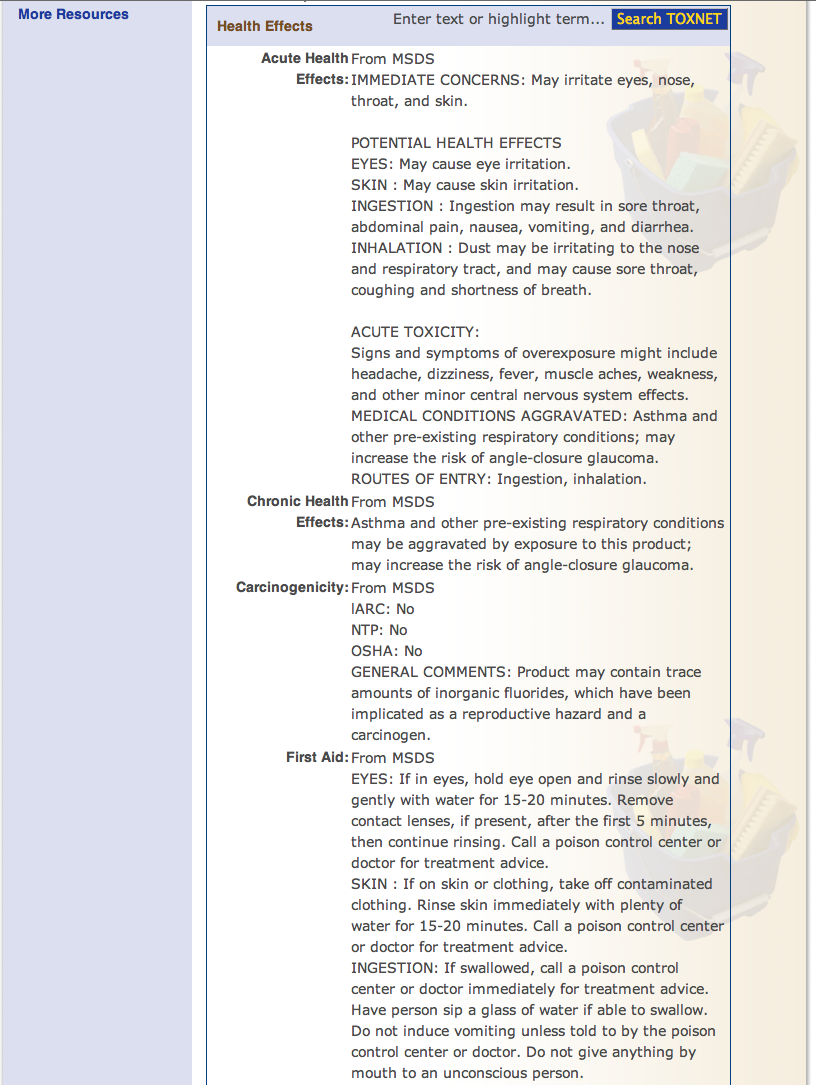 More Resources
Health Effects
Enter text or highlight term... Search TOXNET
Acute Health Effects:
From MSDS
IMMEDIATE CONCERNS: May irritate eyes, nose,
throat, and skin.
POTENTIAL HEALTH EFFECTS
EYES: May cause eye irritation.
SKIN : May cause skin irritation.
INGESTION : Ingestion may result in sore throat,
abdominal pain, nausea, vomiting, and diarrhea.
INHALATION : Dust may be irritating to the nose
and respiratory tract, and may cause sore throat,
coughing and shortness of breath.
ACUTE TOXICITY:
Signs and symptoms of overexposure might include
headache, dizziness, fever, muscle aches, weakness,
and other minor central nervous system effects.
MEDICAL CONDITIONS AGGRAVATED: Asthma and
other pre-existing respiratory conditions; may
increase the risk of angle-closure glaucoma.
ROUTES OF ENTRY: Ingestion, inhalation.
Chronic Health Effects:
From MSDS
Asthma and other pre-existing respiratory conditions
may be aggravated by exposure to this product;
may increase the risk of angle-closure glaucoma.
Carcinogenicity: From MSDS
IARC: No
NTP: No
OSHA: No
GENERAL COMMENTS: Product may contain trace
amounts of inorganic fluorides, which have been
implicated as a reproductive hazard and a
carcinogen.
First Aid: From MSDS
EYES: If in eyes, hold eye open and rinse slowly and
gently with water for 15-20 minutes. Remove
contact lenses, if present, after the first 5 minutes,
then continue rinsing. Call a poison control center or
doctor for treatment advice.
SKIN : If on skin or clothing, take off contaminated
clothing. Rinse skin immediately with plenty of
water for 15-20 minutes. Call a poison control center
or doctor for treatment advice.
INGESTION: If swallowed, call a poison control
center or doctor immediately for treatment advice.
Have person sip a glass of water if able to swallow.
Do not induce vomiting unless told to by the poison
control center or doctor. Do not give anything by
mouth to an unconscious person.